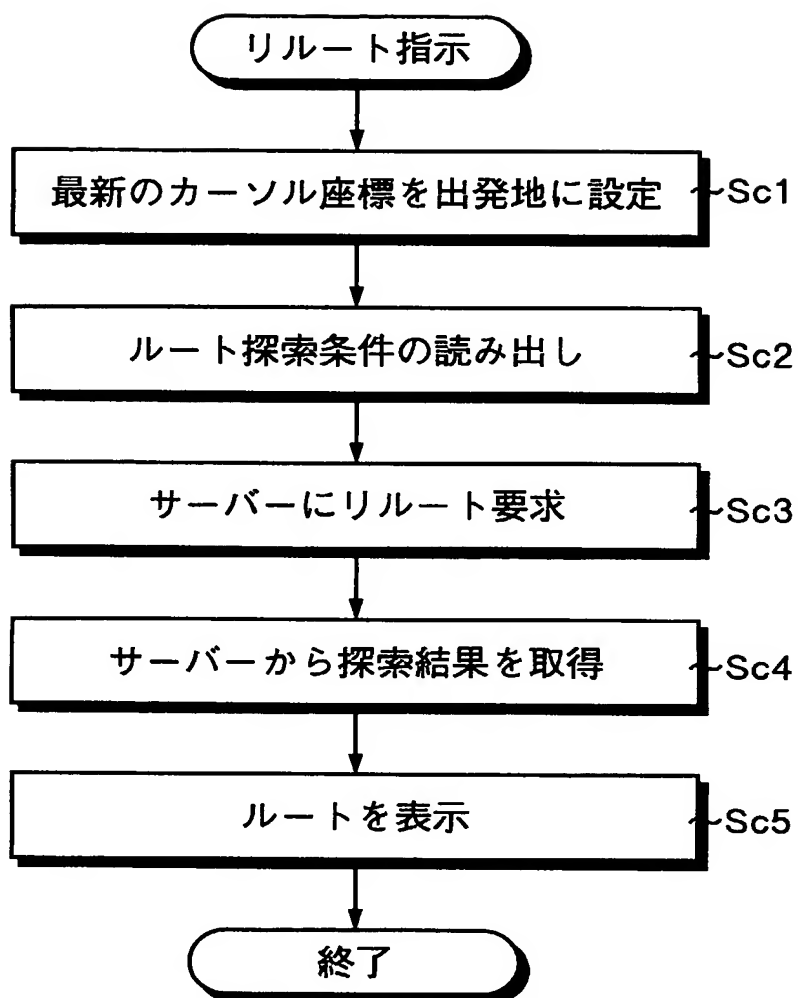 リルート指示
最新のカーソル座標を出発地に設定 Sc1
ルート探索条件の読み出し Sc2
サーバーにリルート要求 Sc3
サーバーから探索結果を取得 Sc4
ルートを表示 Sc5
終了